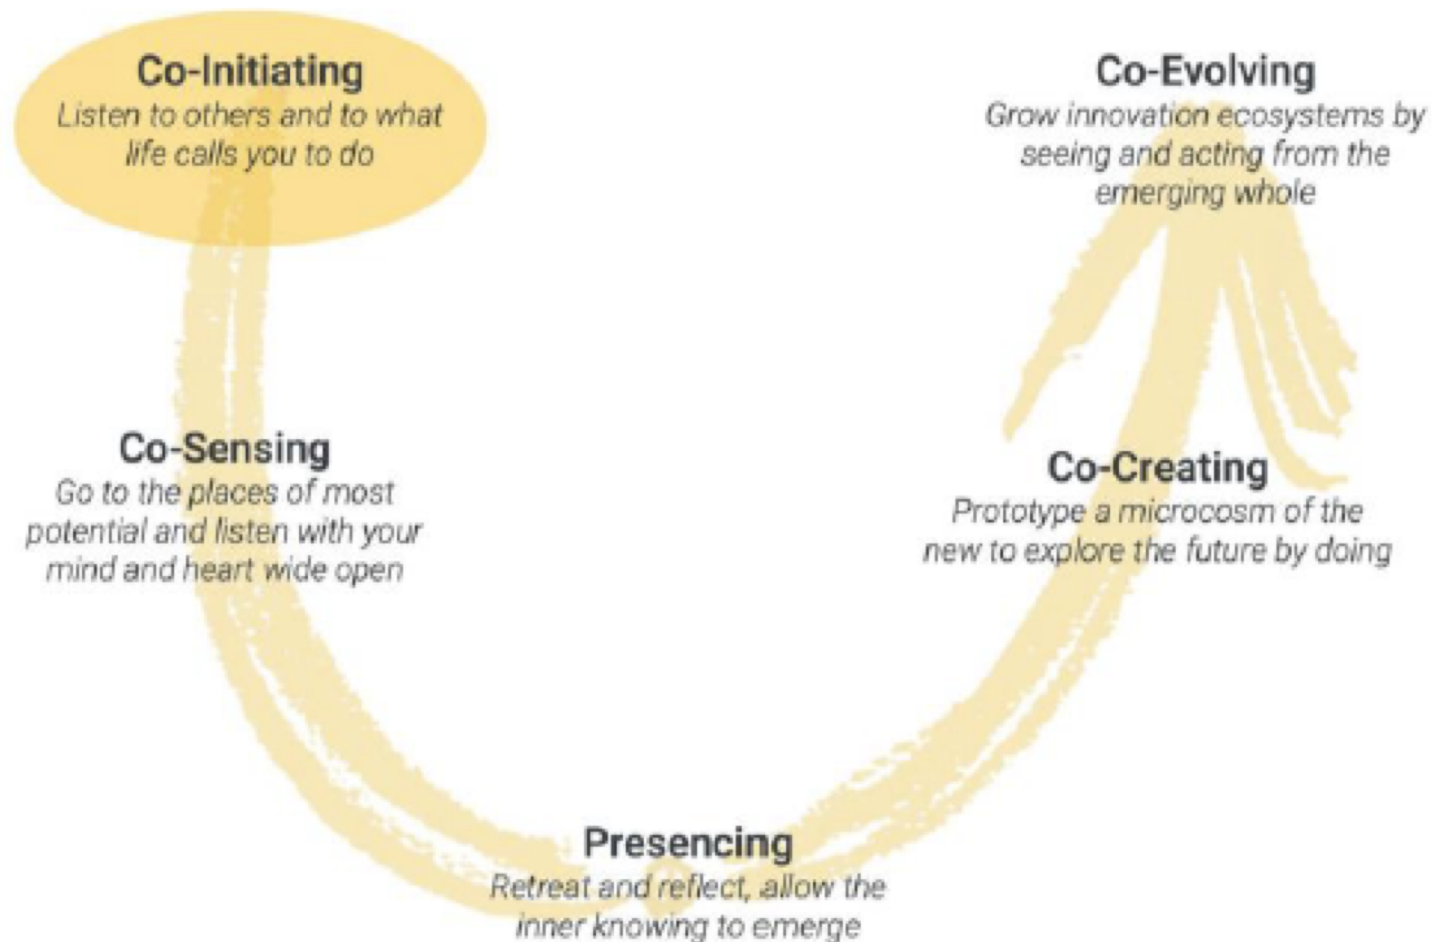 Co-Initiating
Listen to others and to what
life calls you to do
Co-Sensing
Go to the places of most
potential and listen with your
mind and heart wide open
Presencing
Retreat and reflect, allow the
inner knowing to emerge
Co-Creating
Prototype a microcosm of the
new to explore the future by doing
Co-Evolving
Grow innovation ecosystems by
seeing and acting from the
emerging whole